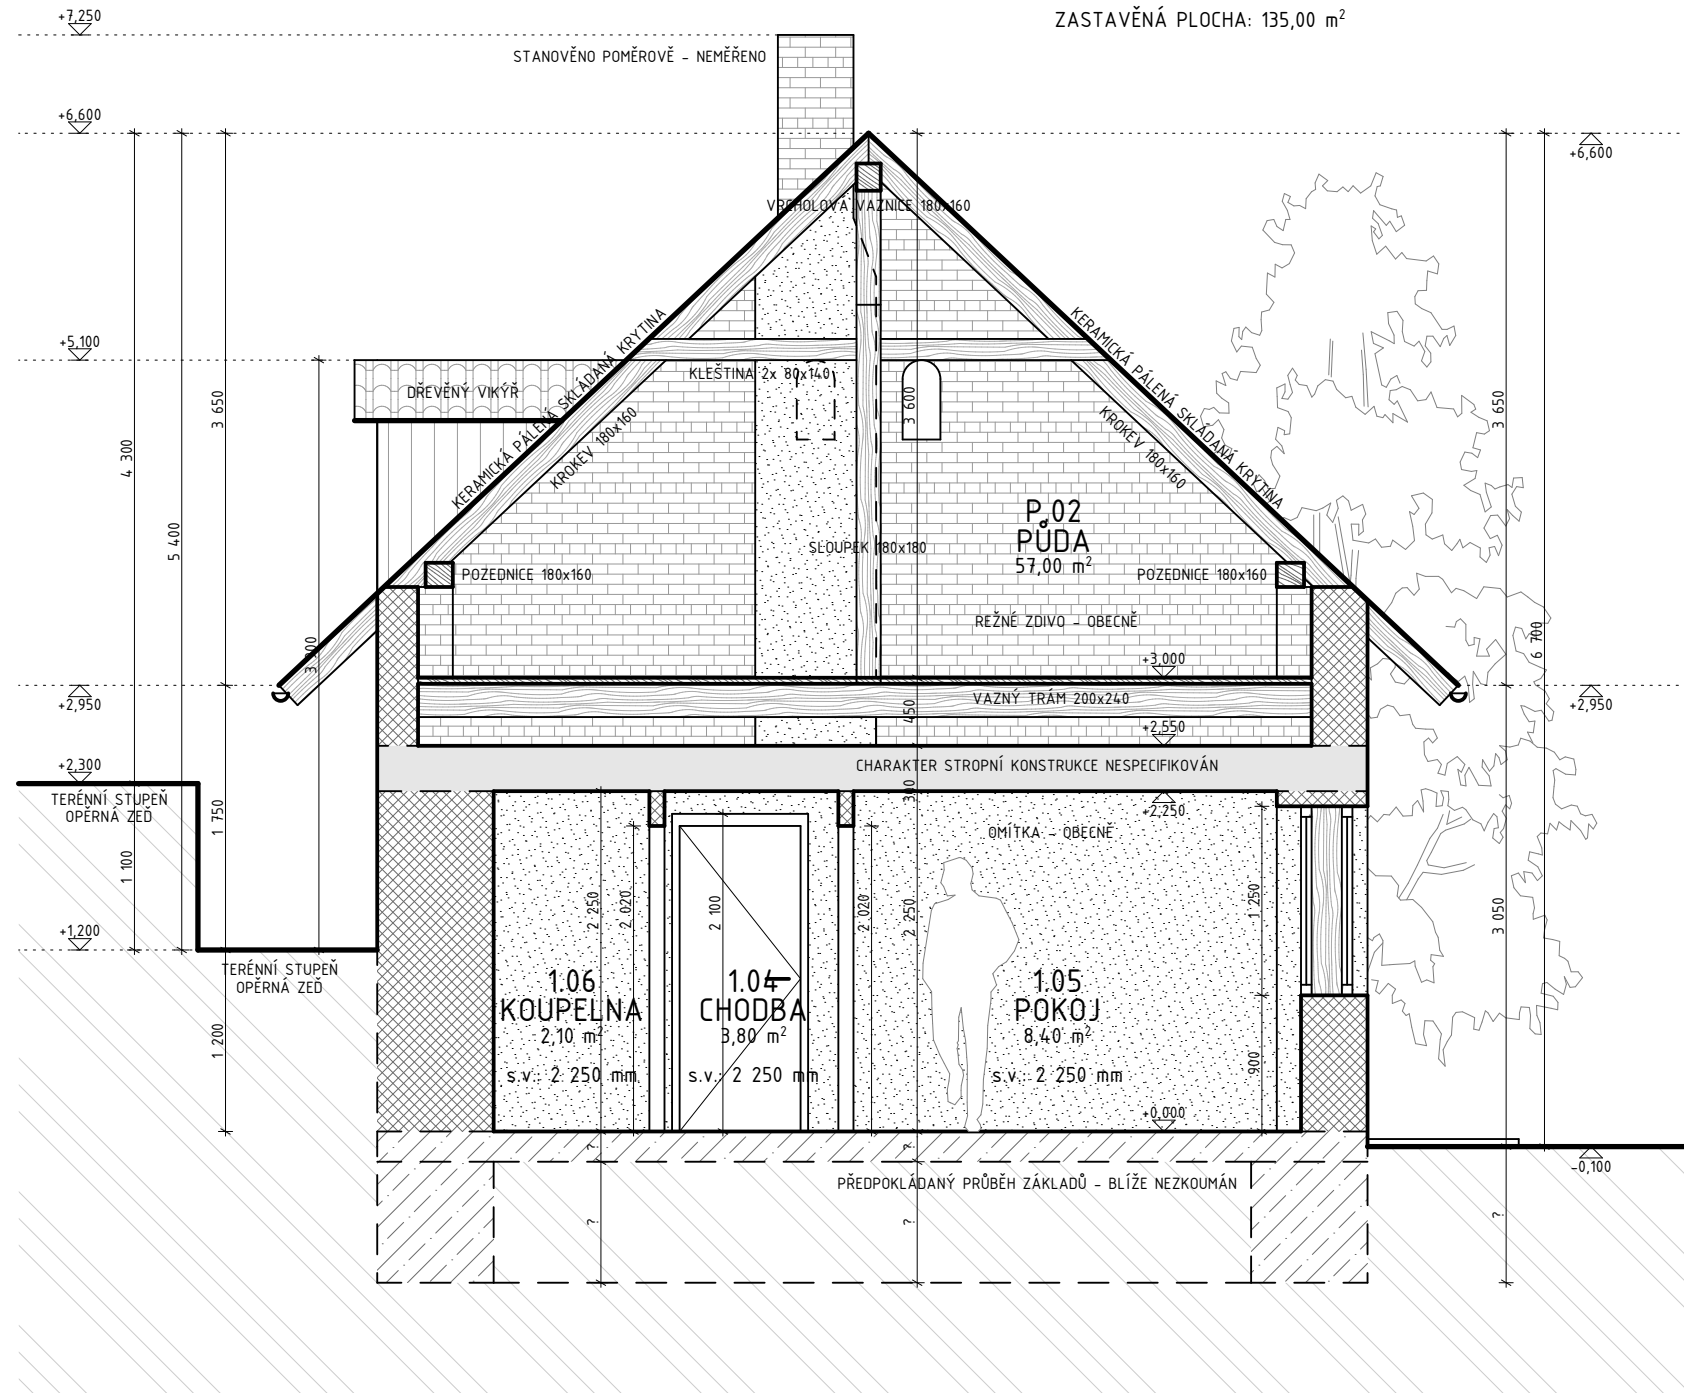 ZASTAVĚNÁ PLOCHA: 135,00 m²
+7,250
STANOVĚNO POMĚROVĚ - NEMĚŘENO
+6,600
+6,600
VRCHOLOVÁ VAZNICE 180x160
KERAMICKÁ PÁLENÁ SKLÁDANÁ KRYTINA
KERAMICKÁ PÁLENÁ SKLÁDANÁ KRYTINA
+5,100
KLEŠTINA 2x 80x140
DŘEVĚNÝ VIKÝŘ
3 650
3 600
3 650
KROKEV 180x160
KROKEV 180x160
4 300
5 400
P.02
PŮDA
57,00 m²
SLOUPEK 180x180
POZEDNICE 180x160
POZEDNICE 180x160
REŽNÉ ZDIVO - OBECNĚ
6 700
+3,000
+2,950
VAZNÝ TRÁM 200x240
+2,950
450
+2,550
+2,300
CHARAKTER STROPNÍ KONSTRUKCE NESPECIFIKOVÁN
300
TERÉNNÍ STUPEŇ
OPĚRNÁ ZEĎ
1 750
+2,250
OMÍTKA - OBECNĚ
1 100
2 250
2 020
2 100
2 020
2 250
1 250
3 050
+1,200
TERÉNNÍ STUPEŇ
OPĚRNÁ ZEĎ
1.06
KOUPELNA
2,10 m²
s.v.: 2 250 mm
1.04
CHODBA
3,80 m²
s.v.: 2 250 mm
1.05
POKOJ
8,40 m²
s.v.: 2 250 mm
1 200
900
+0,000
?
?
-0,100
PŘEDPOKLÁDANÝ PRŮBĚH ZÁKLADŮ - BLÍŽE NEZKOUMÁN
?
?
?